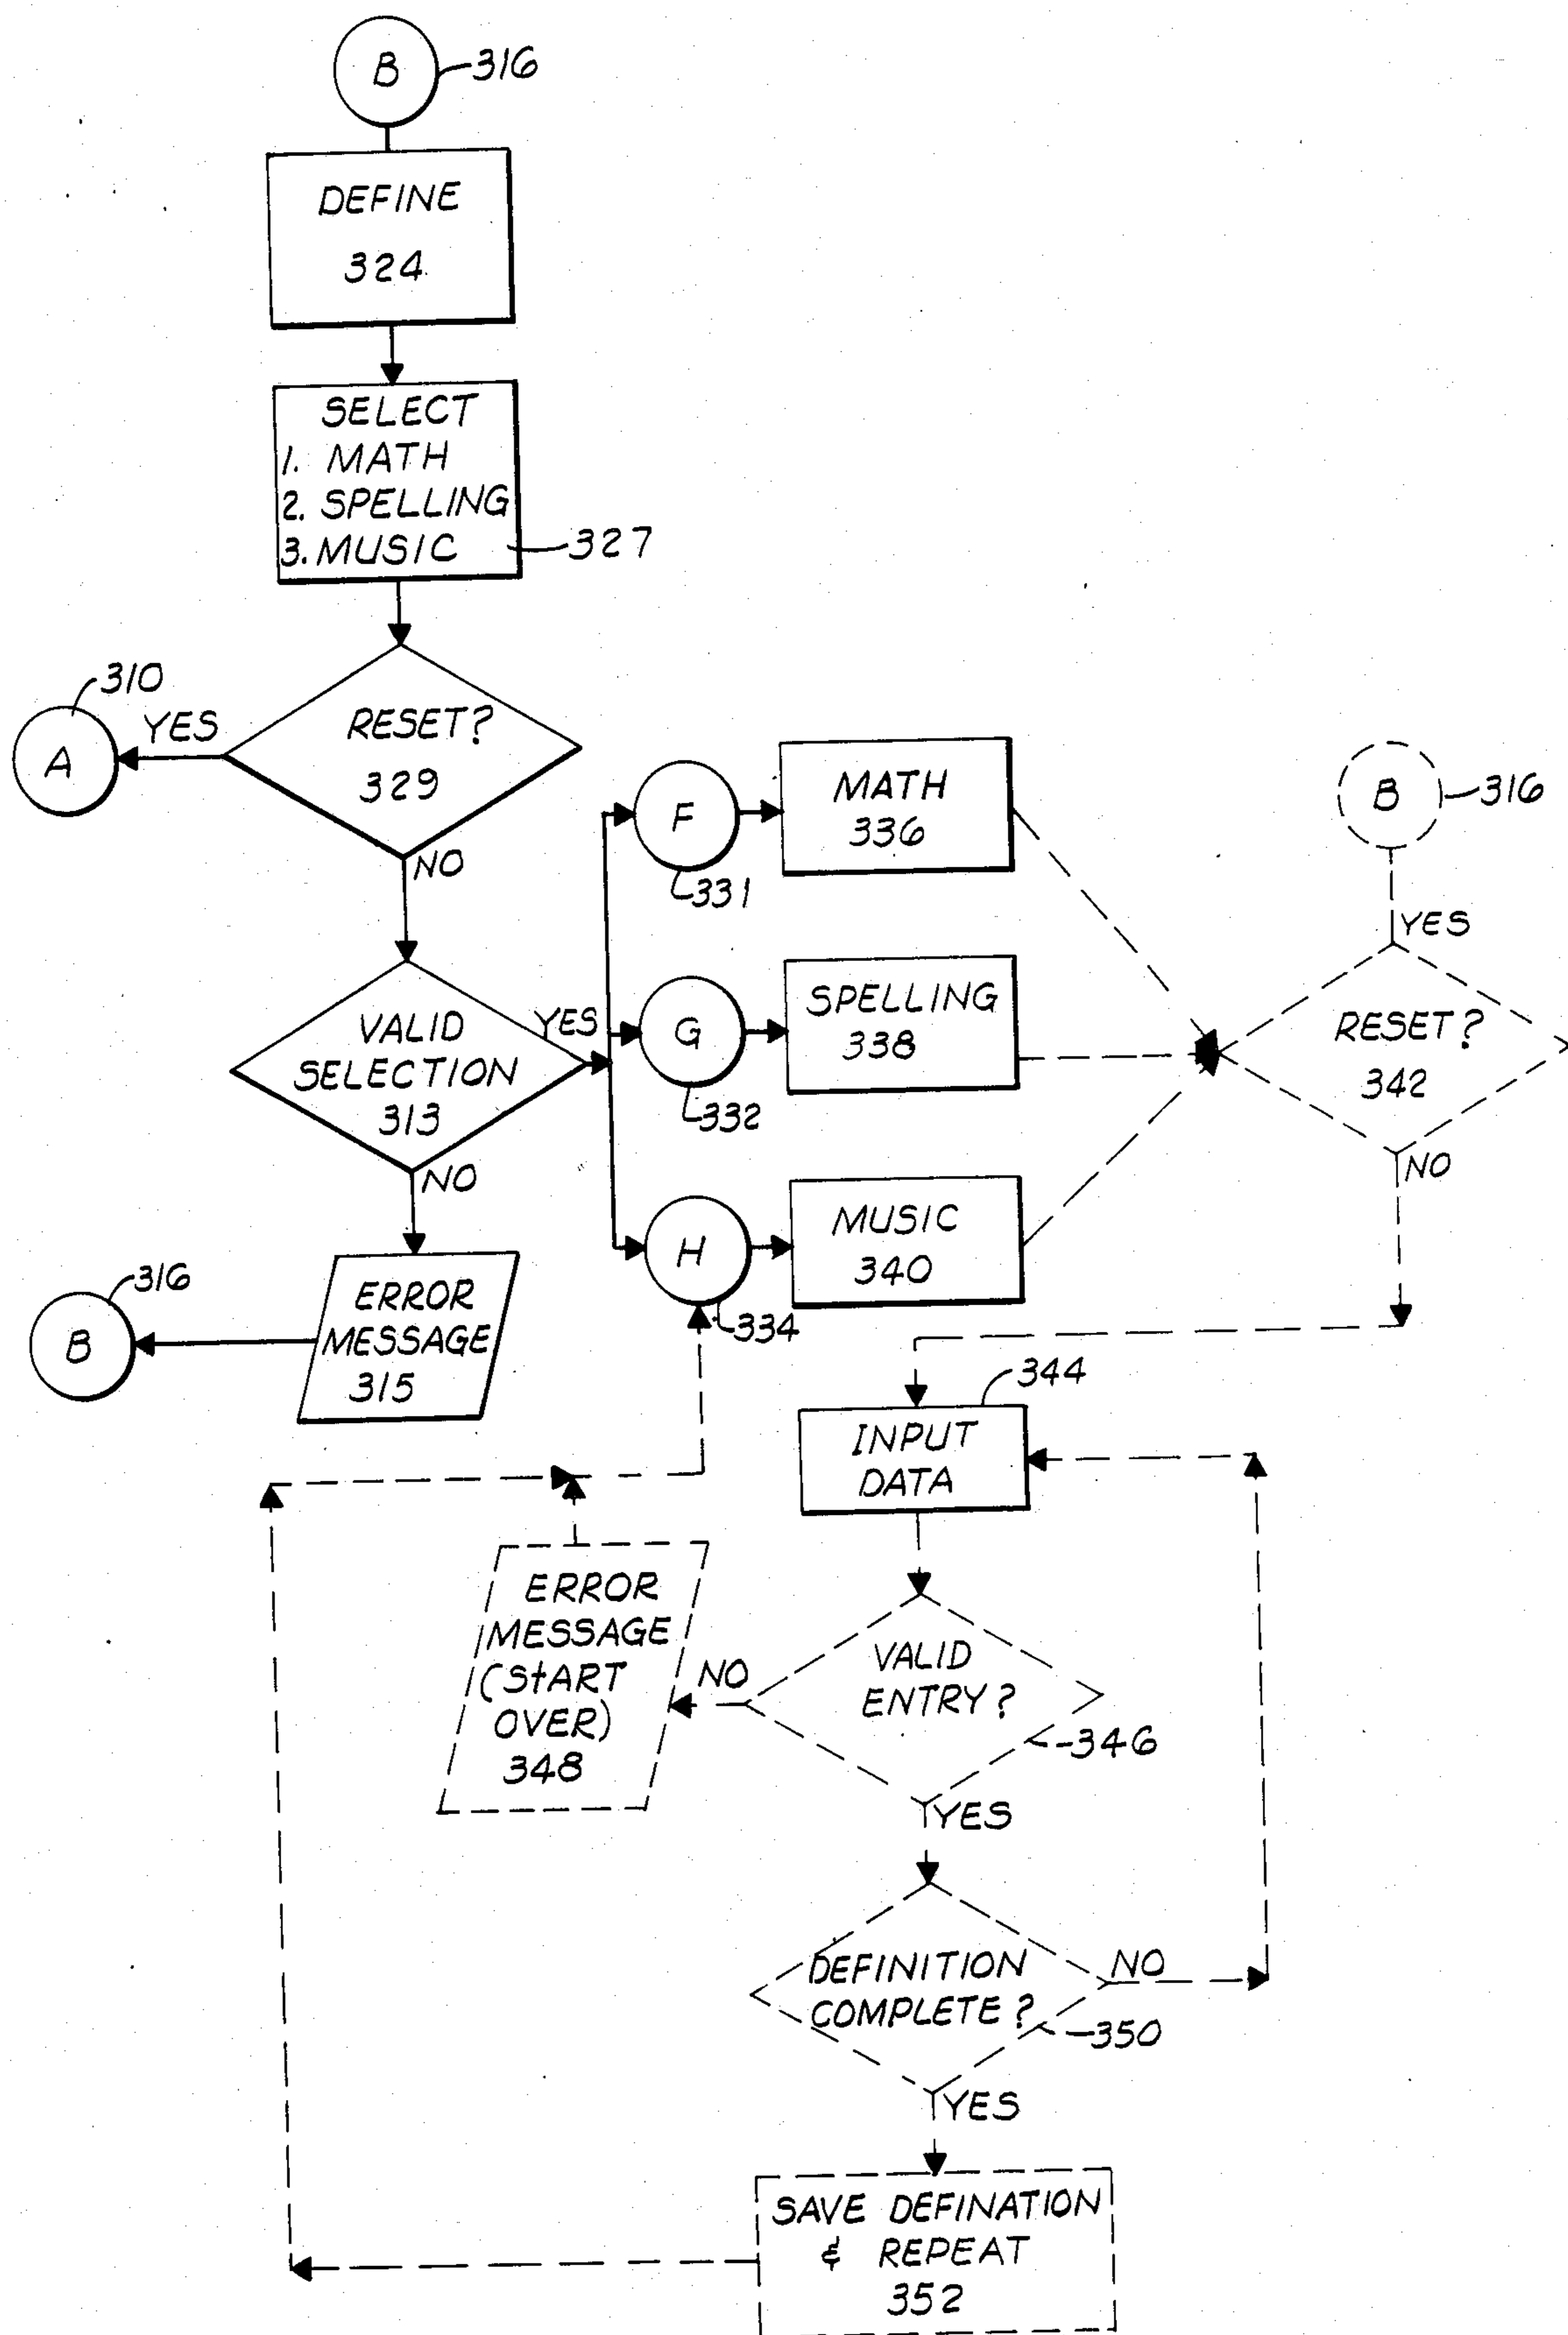 B
316
DEFINE
324
SELECT
1. MATH
2. SPELLING
3. MUSIC
327
310
A
YES
RESET?
329
NO
F
331
MATH
336
B
316
YES
VALID
SELECTION
313
YES
NO
G
332
SPELLING
338
RESET?
342
NO
H
334
MUSIC
340
316
B
ERROR
MESSAGE
315
344
INPUT
DATA
ERROR
MESSAGE
(StART
OVER)
348
NO
VALID
ENTRY?
346
YES
DEFINITION
COMPLETE?
NO
350
YES
SAVE DEFINATION
& REPEAT
352